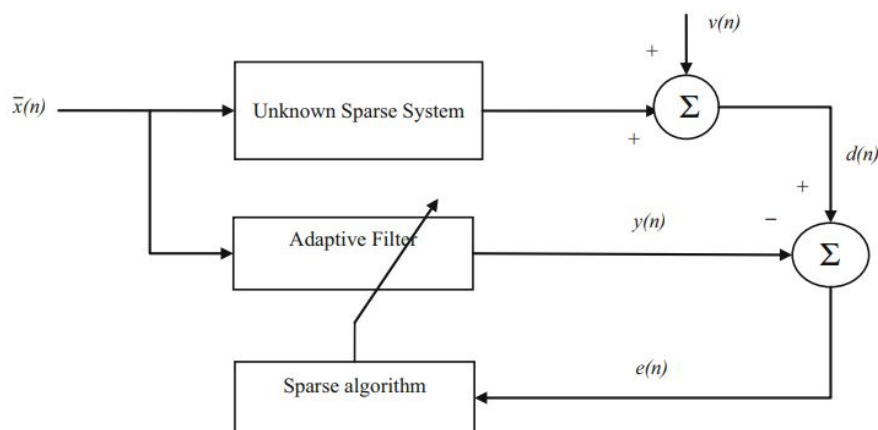 v(n)
+
x̅(n)
Unknown Sparse System
Σ
+
d(n)
+
−
y(n)
Adaptive Filter
Σ
e(n)
Sparse algorithm